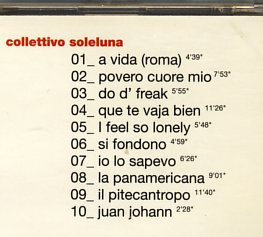 collettivo soleluna
01_ a vida (roma) 4'39"
02_ povero cuore mio 7'53"
03_ do d' freak 5'55"
04_ que te vaja bien 11'26"
05_ I feel so lonely 5'48"
06_ si fondono 4'59"
07_ io lo sapevo 6'26"
08_ la panamericana 9'01"
09_ il pitecantropo 11'40"
10_ juan johann 2'28"